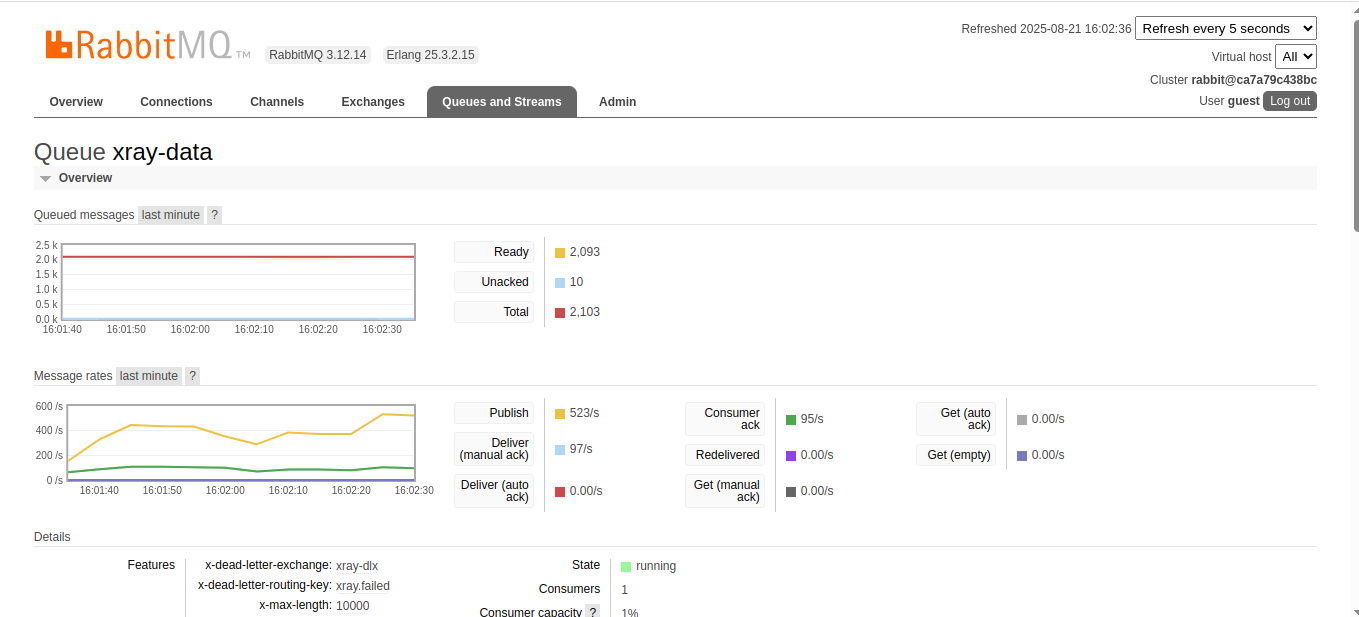 Refreshed 2025-08-21 16:02:36 Refresh every 5 seconds
RabbitMQ TM RabbitMQ 3.12.14 Erlang 25.3.2.15
Virtual host All
Cluster rabbit@ca7a79c438bc
User guest Log out
Overview Connections Channels Exchanges Queues and Streams Admin
Queue xray-data
Overview
Queued messages last minute ?
2.5 k
2.0 k
1.5 k
1.0 k
0.5 k
0.0 k
16:01:40 16:01:50 16:02:00 16:02:10 16:02:20 16:02:30
Ready 2,093
Unacked 10
Total 2,103
Message rates last minute ?
600 /s
400 /s
200 /s
0 /s
16:01:40 16:01:50 16:02:00 16:02:10 16:02:20 16:02:30
Publish 523/s
Deliver
(manual ack) 97/s
Deliver (auto
ack) 0.00/s
Consumer
ack 95/s
Redelivered 0.00/s
Get (manual
ack) 0.00/s
Get (auto
ack) 0.00/s
Get (empty) 0.00/s
Details
Features x-dead-letter-exchange: xray-dlx
x-dead-letter-routing-key: xray.failed
x-max-length: 10000
State running
Consumers 1
Consumer capacity ? 1%